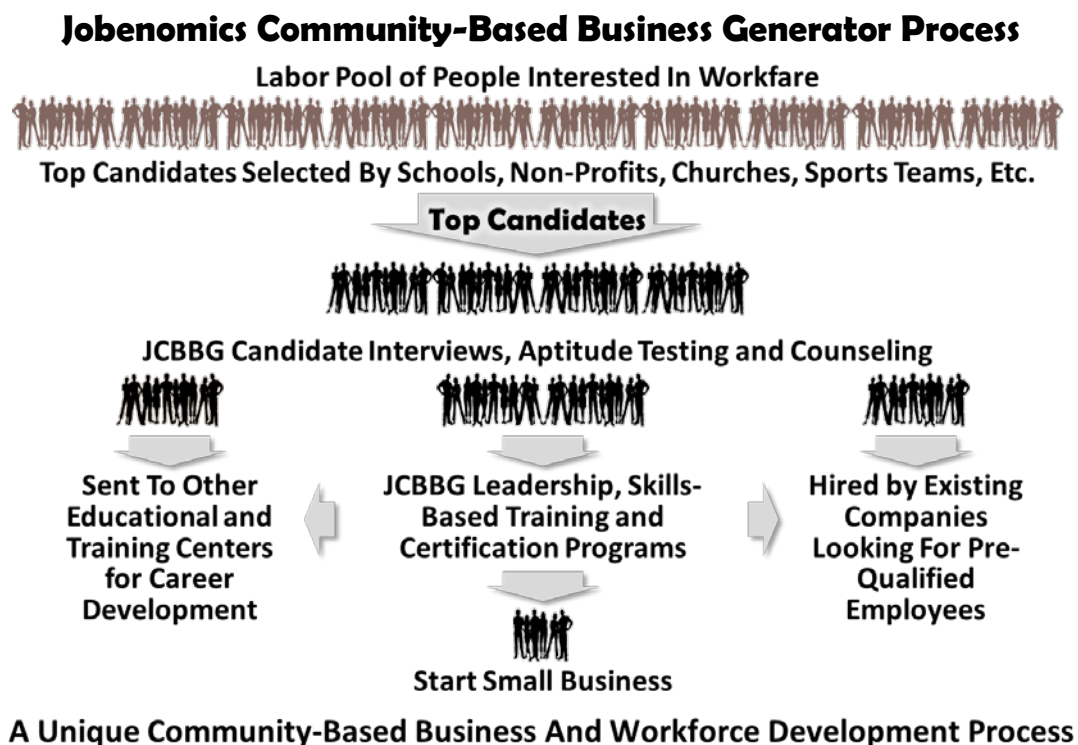 Jobenomics Community-Based Business Generator Process
Labor Pool of People Interested In Workfare
Top Candidates Selected By Schools, Non-Profits, Churches, Sports Teams, Etc.
Top Candidates
JCBBG Candidate Interviews, Aptitude Testing and Counseling
Sent To Other
Educational and
Training Centers
for Career
Development
JCBBG Leadership, Skills-
Based Training and
Certification Programs
Hired by Existing
Companies
Looking For Pre-
Qualified
Employees
Start Small Business
A Unique Community-Based Business And Workforce Development Process